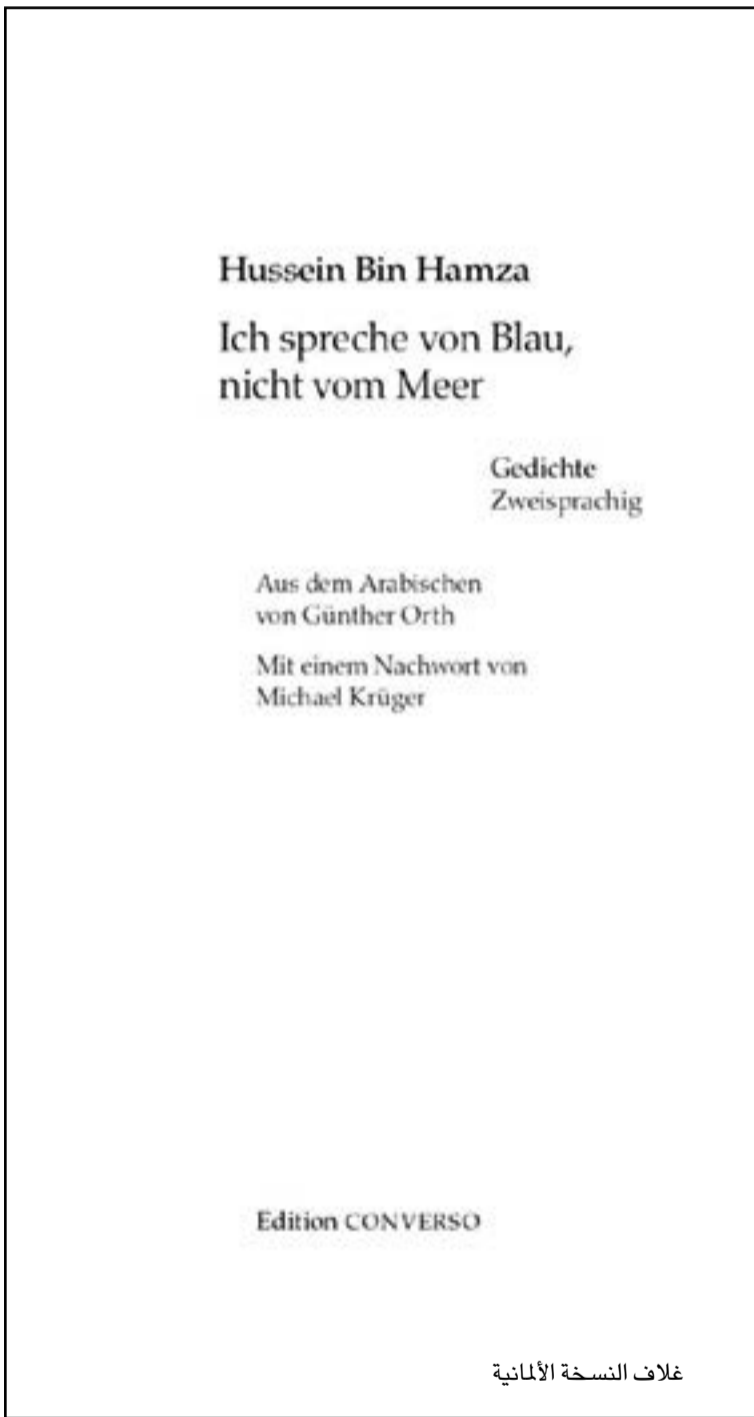 Hussein Bin Hamza
Ich spreche von Blau,
nicht vom Meer
Gedichte
Zweisprachig
Aus dem Arabischen
von Günther Orth
Mit einem Nachwort von
Michael Krüger
Edition CONVERSO
غلاف النسخة الألمانية